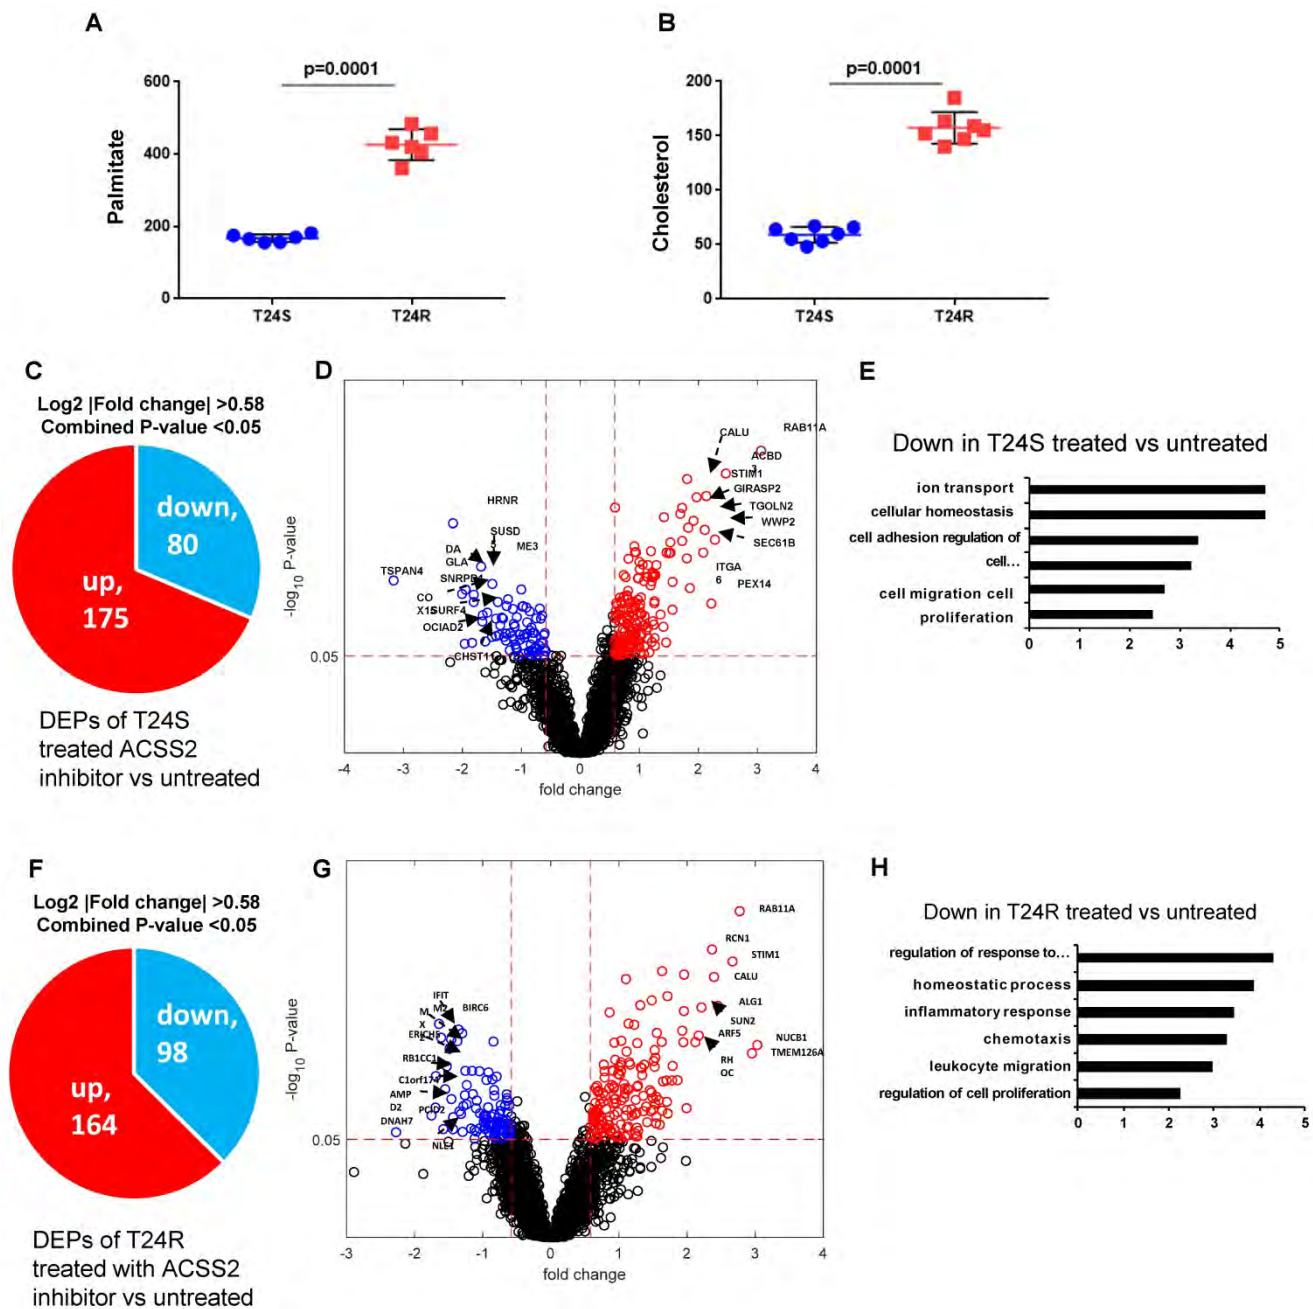 A
p=0.0001
Palmitate
600
400
200
0
T24S
T24R
B
p=0.0001
Cholesterol
200
150
100
50
0
T24S
T24R
C
Log2 |Fold change| >0.58
Combined P-value <0.05
down,
80
up,
175
DEPs of T24S
treated ACSS2
inhibitor vs untreated
D
-log10 P-value
0.05
RAB11A
CALU
ACBD
3
STIM1
GIRASP2
TGOLN2
WWP2
SEC61B
ITGA
6
PEX14
HRNR
SUSD
ME3
DA
GLA
TSPAN4
SNRPD1
CO
X15
SURF4
OCIAD2
CHST11
-4
-3
-2
-1
0
1
2
3
4
fold change
E
Down in T24S treated vs untreated
ion transport
cellular homeostasis
cell adhesion regulation of
cell…
cell migration cell
proliferation
0
1
2
3
4
5
F
Log2 |Fold change| >0.58
Combined P-value <0.05
down,
98
up,
164
DEPs of T24R
treated with ACSS2
inhibitor vs untreated
G
-log10 P-value
0.05
RAB11A
RCN1
STIM1
CALU
ALG1
SUN2
ARF5
NUCB1
TMEM126A
RH
OC
IFIT
M2
BIRC6
M
X
ERICH5
RB1CC1
C1orf174
AMP
D2
PCID2
DNAH7
NLE1
-3
-2
-1
0
1
2
3
4
fold change
H
Down in T24R treated vs untreated
regulation of response to…
homeostatic process
inflammatory response
chemotaxis
leukocyte migration
regulation of cell proliferation
0
1
2
3
4
5